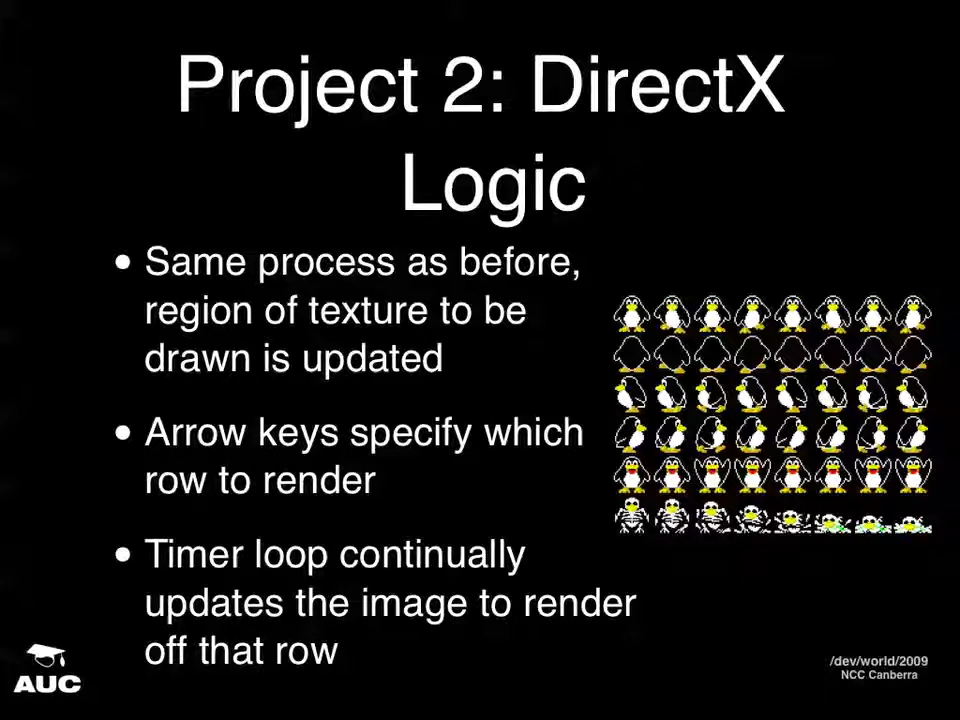 Project 2: DirectX
Logic
• Same process as before,
region of texture to be
drawn is updated
• Arrow keys specify which
row to render
• Timer loop continually
updates the image to render
off that row
AUC
/dev/world/2009
NCC Canberra